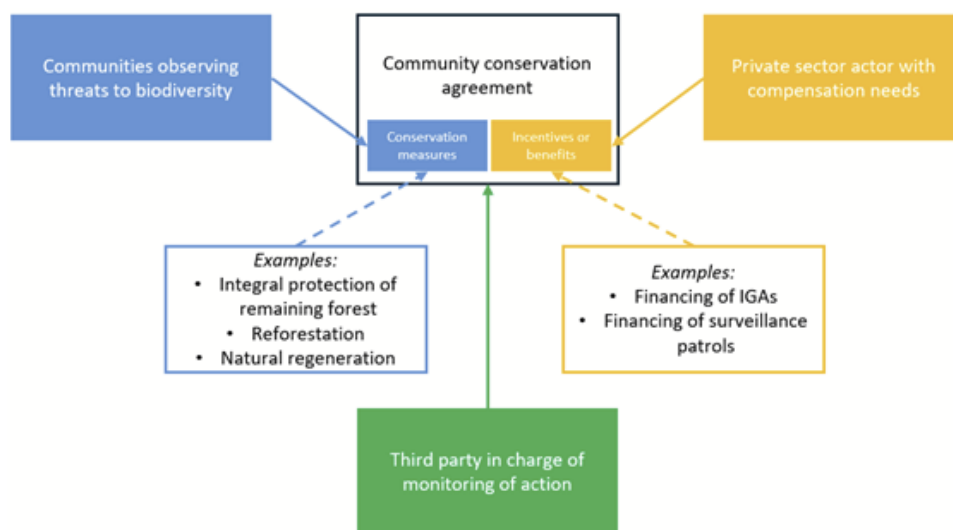 Communities observing
threats to biodiversity
Community conservation
agreement
Private sector actor with
compensation needs
Conservation
measures
Incentives or
benefits
Examples:
• Integral protection of
remaining forest
• Reforestation
• Natural regeneration
Examples:
• Financing of IGAs
• Financing of surveillance
patrols
Third party in charge of
monitoring of action